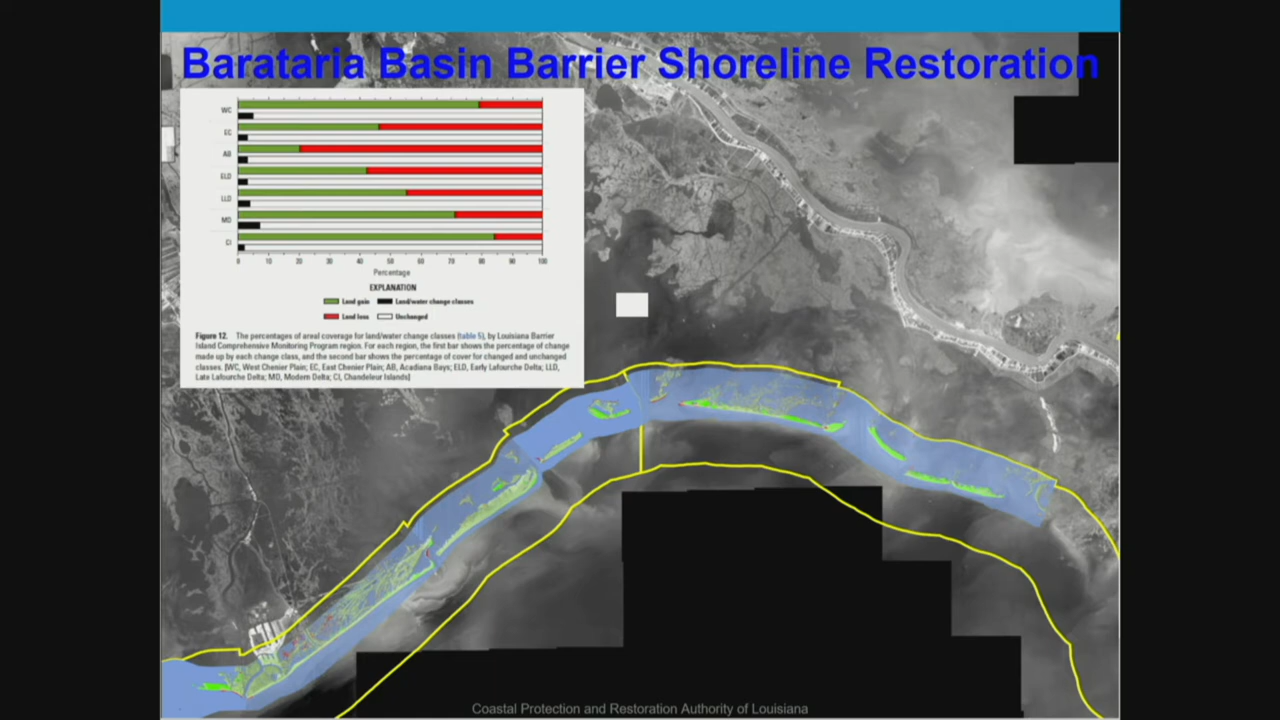 Barataria Basin Barrier Shoreline Restoration
WC
EC
AB
ELD
LLD
MD
CI
0 10 20 30 40 50 60 70 80 90 100
Percentage
EXPLANATION
Land gain Land/water change classes
Land loss Unchanged
Figure 12. The percentages of areal coverage for land/water change classes (table 5), by Louisiana Barrier
Island Comprehensive Monitoring Program region. For each region, the first bar shows the percentage of change
made up by each change class, and the second bar shows the percentage of cover for changed and unchanged
classes. [WC, West Chenier Plain; EC, East Chenier Plain; AB, Acadiana Bays; ELD, Early Lafourche Delta; LLD,
Late Lafourche Delta; MD, Modern Delta; CI, Chandeleur Islands]
Coastal Protection and Restoration Authority of Louisiana